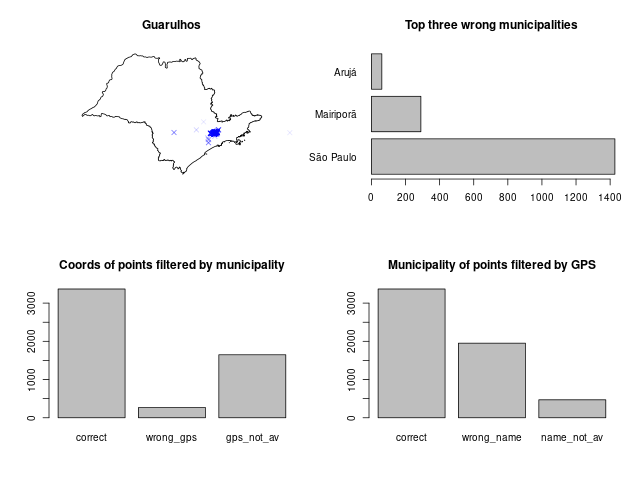 Guarulhos
Top three wrong municipalities
Arujá
Mairiporã
São Paulo
0 200 400 600 800 1000 1200 1400
Coords of points filtered by municipality
3000
2000
1000
0
correct wrong_gps gps_not_av
Municipality of points filtered by GPS
3000
2000
1000
0
correct wrong_name name_not_av